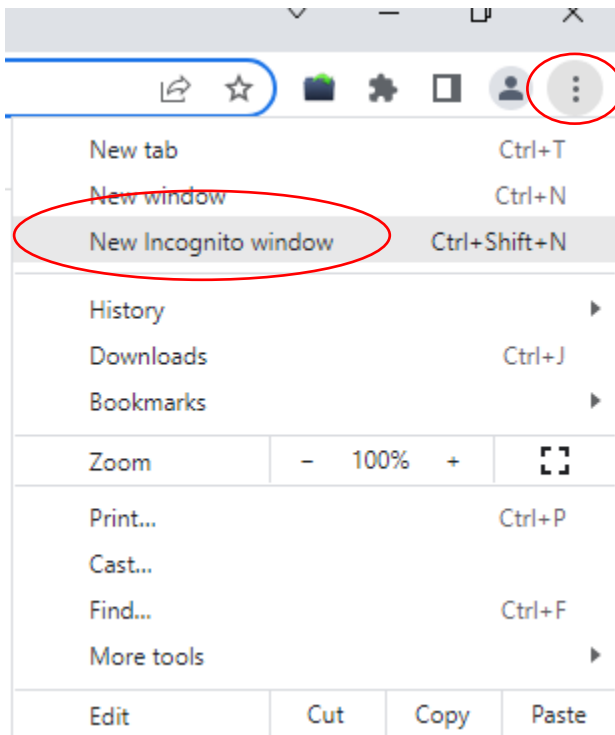 New tab Ctrl+T
New window Ctrl+N
New Incognito window Ctrl+Shift+N
History
Downloads Ctrl+J
Bookmarks
Zoom - 100% +
Print... Ctrl+P
Cast...
Find... Ctrl+F
More tools
Edit Cut Copy Paste